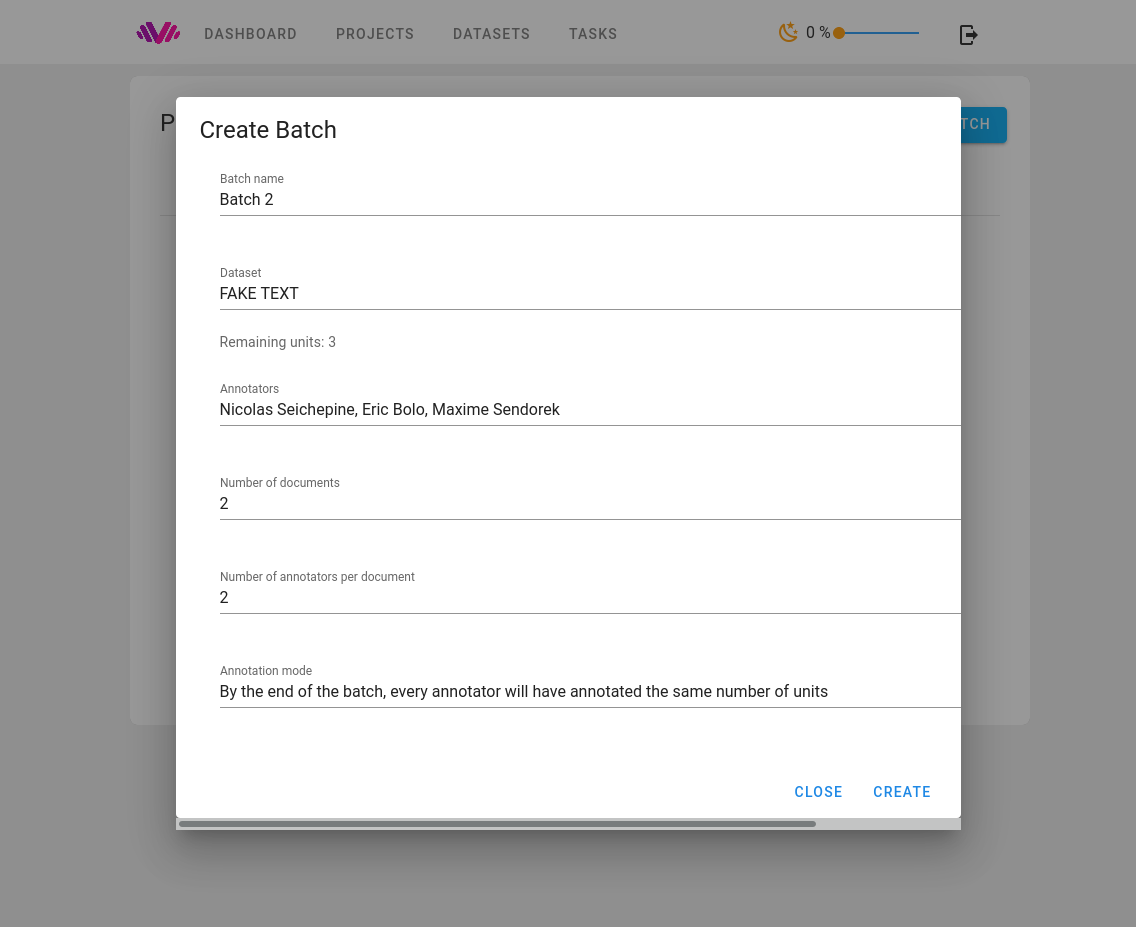 DASHBOARD PROJECTS DATASETS TASKS 0 %
P
TCH
Create Batch
Batch name
Batch 2
Dataset
FAKE TEXT
Remaining units: 3
Annotators
Nicolas Seichepine, Eric Bolo, Maxime Sendorek
Number of documents
2
Number of annotators per document
2
Annotation mode
By the end of the batch, every annotator will have annotated the same number of units
CLOSE CREATE